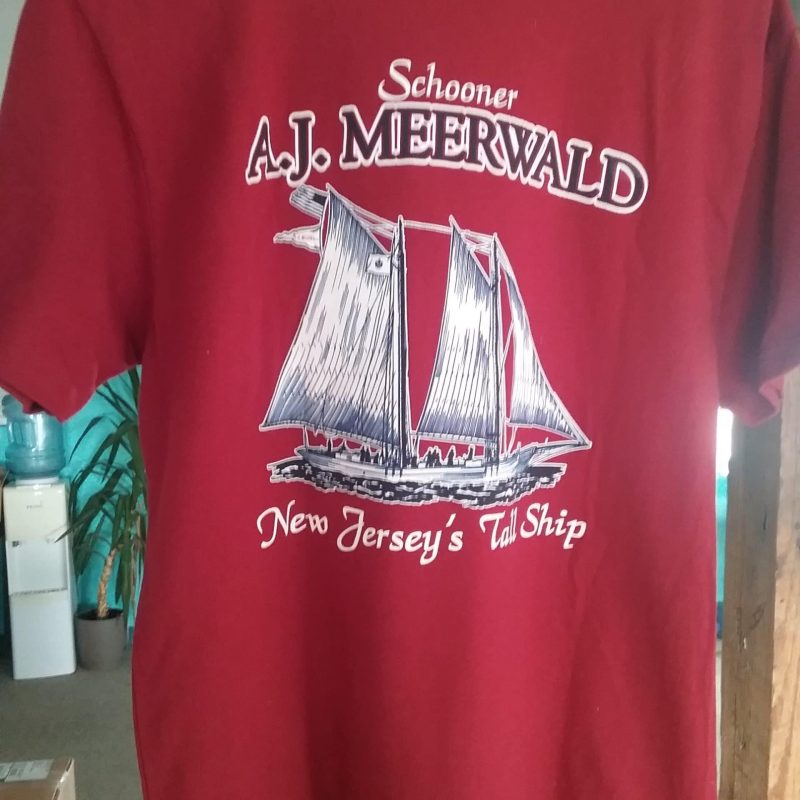 Schooner
A.J. MEERWALD
New Jersey's Tall Ship